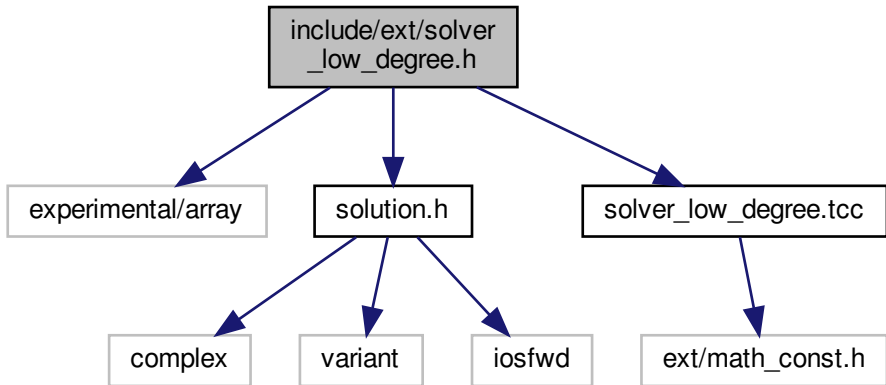 include/ext/solver
_low_degree.h
experimental/array
solution.h
solver_low_degree.tcc
complex
variant
iosfwd
ext/math_const.h